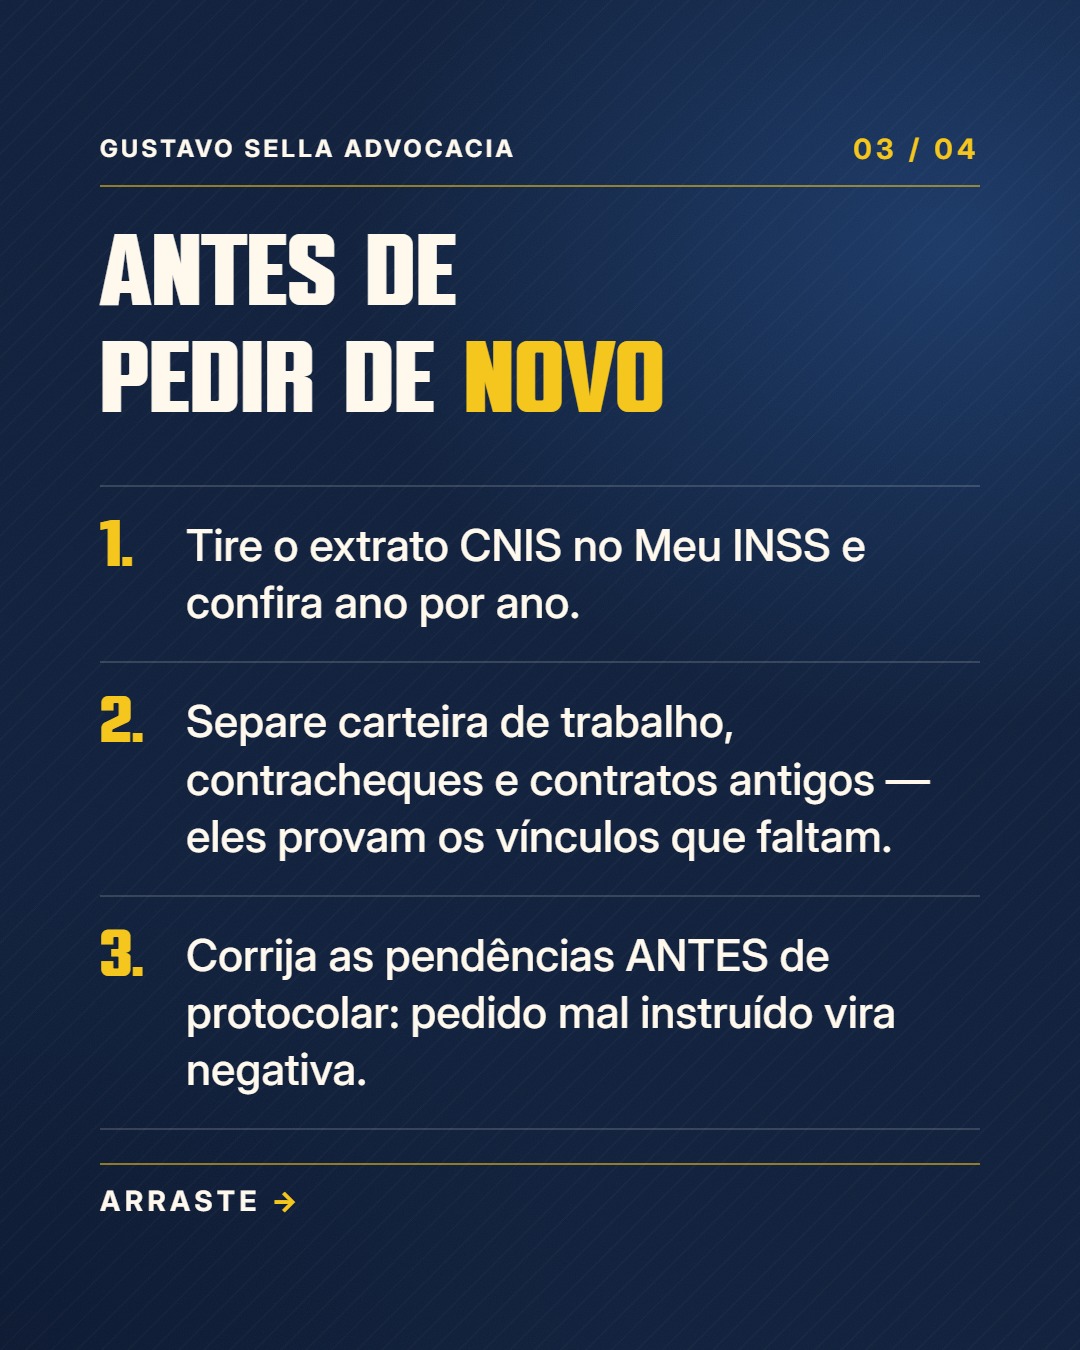 GUSTAVO SELLA ADVOCACIA
03 / 04
ANTES DE
PEDIR DE NOVO
1. Tire o extrato CNIS no Meu INSS e
confira ano por ano.
2. Separe carteira de trabalho,
contracheques e contratos antigos —
eles provam os vínculos que faltam.
3. Corrija as pendências ANTES de
protocolar: pedido mal instruído vira
negativa.
ARRASTE →